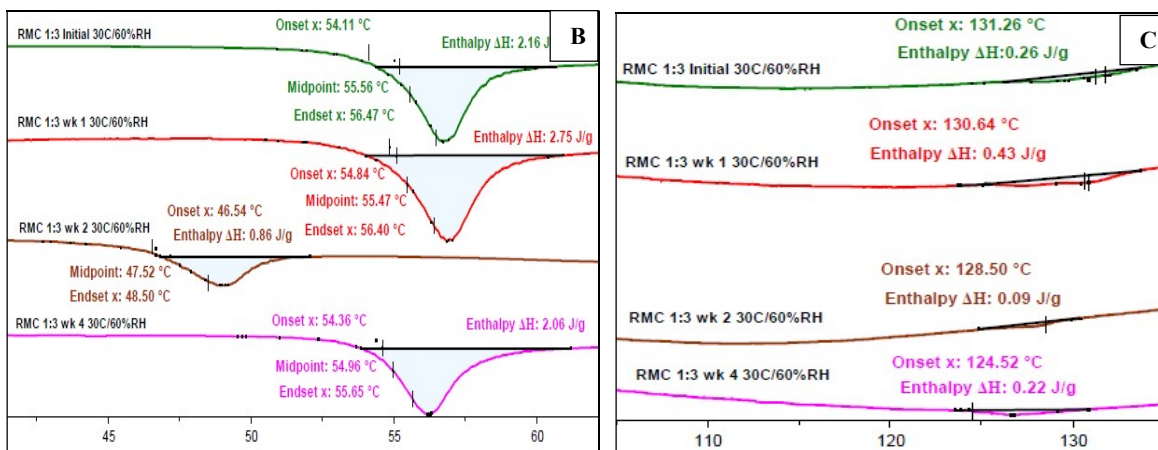 B
Onset x: 54.11 °C
RMC 1:3 Initial 30C/60%RH
Enthalpy ΔH: 2.16 J
Midpoint: 55.56 °C
Endset x: 56.47 °C
RMC 1:3 wk 1 30C/60%RH
Enthalpy ΔH: 2.75 J/g
Onset x: 54.84 °C
Midpoint: 55.47 °C
Endset x: 56.40 °C
Onset x: 46.54 °C
RMC 1:3 wk 2 30C/60%RH
Enthalpy ΔH: 0.86 J/g
Midpoint: 47.52 °C
Endset x: 48.50 °C
RMC 1:3 wk 4 30C/60%RH
Onset x: 54.36 °C
Enthalpy ΔH: 2.06 J/g
Midpoint: 54.96 °C
Endset x: 55.65 °C
45 50 55 60
C
Onset x: 131.26 °C
Enthalpy ΔH:0.26 J/g
RMC 1:3 Initial 30C/60%RH
Onset x: 130.64 °C
Enthalpy ΔH: 0.43 J/g
RMC 1:3 wk 1 30C/60%RH
Onset x: 128.50 °C
Enthalpy ΔH: 0.09 J/g
RMC 1:3 wk 2 30C/60%RH
Onset x: 124.52 °C
RMC 1:3 wk 4 30C/60%RH
Enthalpy ΔH: 0.22 J/g
110 120 130